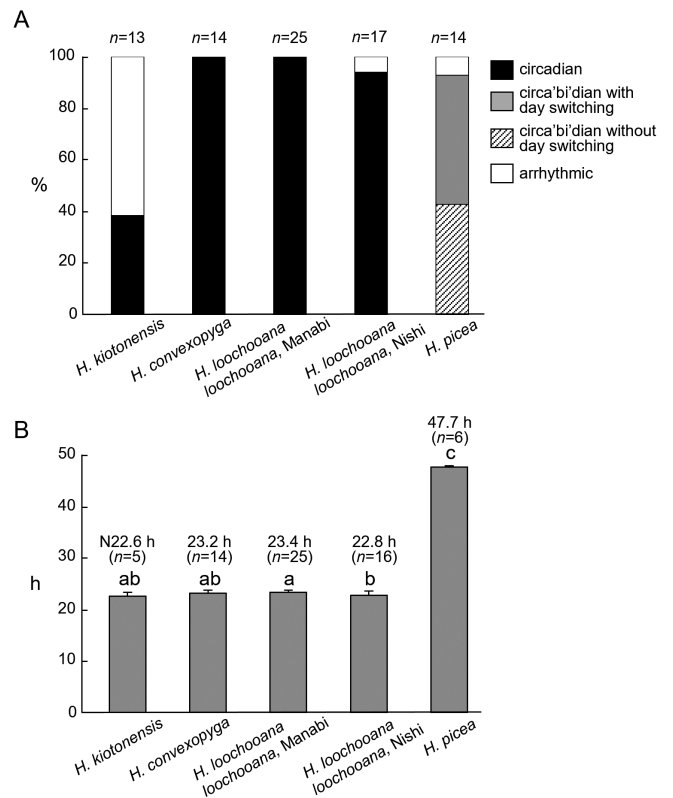 A
n=13
n=14
n=25
n=17
n=14
100
80
60
40
20
0
%
circadian
circa'bi'dian with
day switching
circa'bi'dian without
day switching
arrhythmic
H. kiotonensis
H. convexopyga
H. loochooana
loochooana, Manabi
H. loochooana
loochooana, Nishi
H. picea
B
50
40
30
20
10
0
h
N22.6 h
(n=5)
ab
23.2 h
(n=14)
ab
23.4 h
(n=25)
a
22.8 h
(n=16)
b
47.7 h
(n=6)
c
H. kiotonensis
H. convexopyga
H. loochooana
loochooana, Manabi
H. loochooana
loochooana, Nishi
H. picea